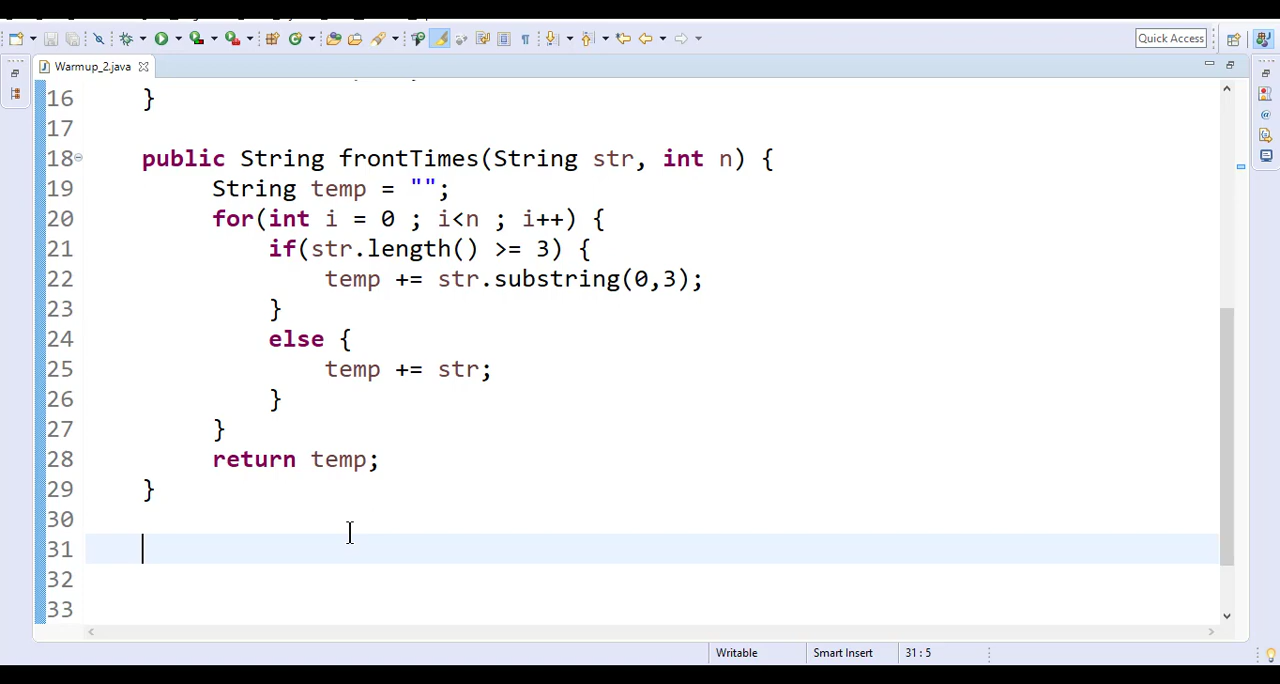 Quick Access
Warmup_2.java
16 }
17
18 public String frontTimes(String str, int n) {
19 String temp = "";
20 for(int i = 0 ; i<n ; i++) {
21 if(str.length() >= 3) {
22 temp += str.substring(0,3);
23 }
24 else {
25 temp += str;
26 }
27 }
28 return temp;
29 }
30
31
32
33
Writable Smart Insert 31 : 5